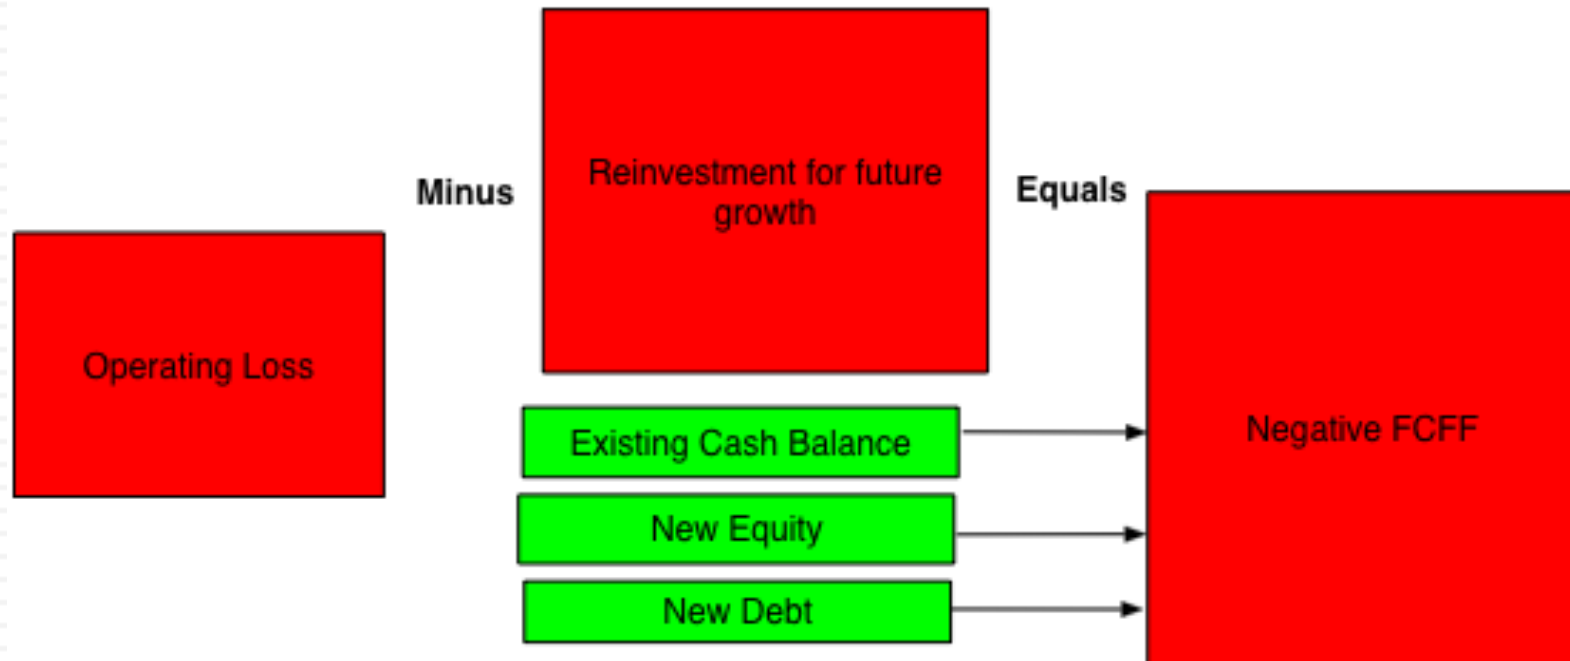 Reinvestment for future
growth
Minus
Equals
Operating Loss
Existing Cash Balance
New Equity
New Debt
Negative FCFF